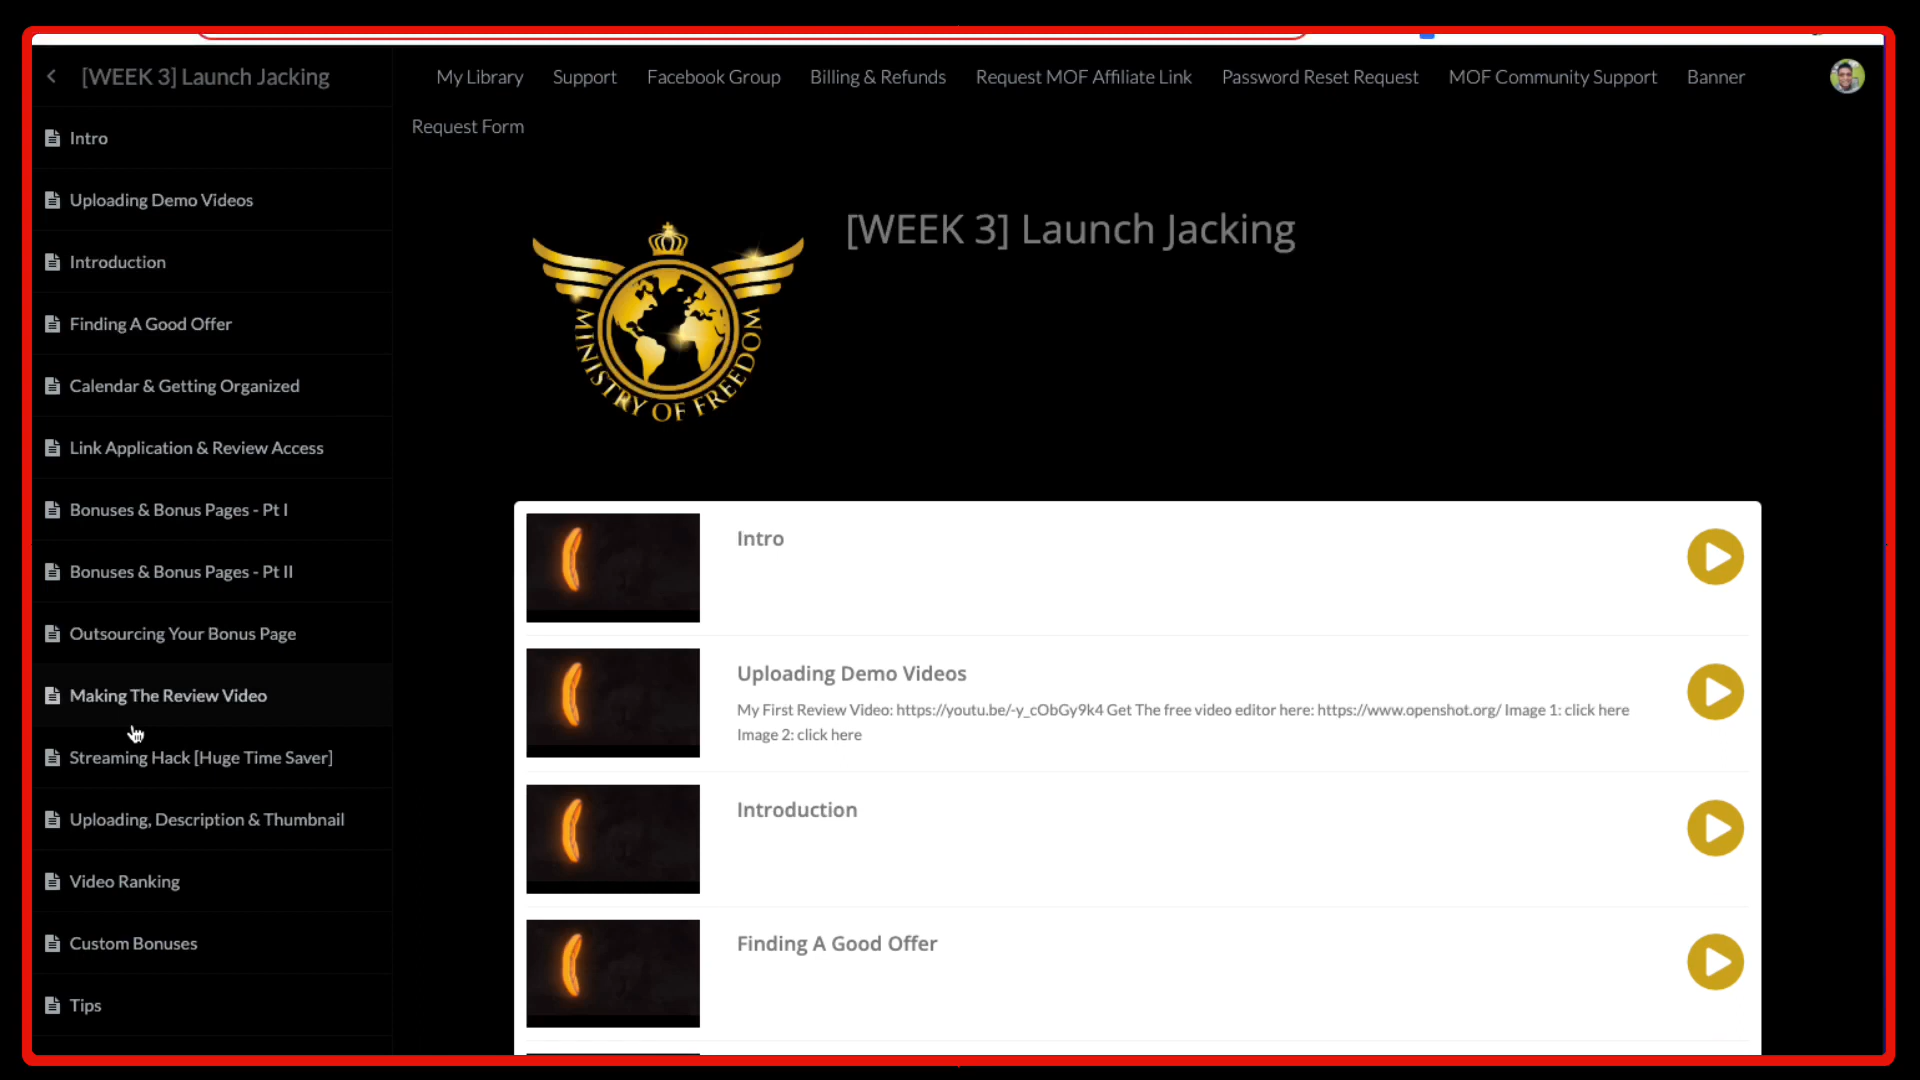 [WEEK 3] Launch Jacking
My Library Support Facebook Group Billing & Refunds Request MOF Affiliate Link Password Reset Request MOF Community Support Banner
Request Form
Intro
Uploading Demo Videos
Introduction
Finding A Good Offer
Calendar & Getting Organized
Link Application & Review Access
Bonuses & Bonus Pages - Pt I
Bonuses & Bonus Pages - Pt II
Outsourcing Your Bonus Page
Making The Review Video
Streaming Hack [Huge Time Saver]
Uploading, Description & Thumbnail
Video Ranking
Custom Bonuses
Tips
MINISTRY OF FREEDOM
[WEEK 3] Launch Jacking
Intro
Uploading Demo Videos
My First Review Video: https://youtu.be/-y_cObGy9k4 Get The free video editor here: https://www.openshot.org/ Image 1: click here
Image 2: click here
Introduction
Finding A Good Offer